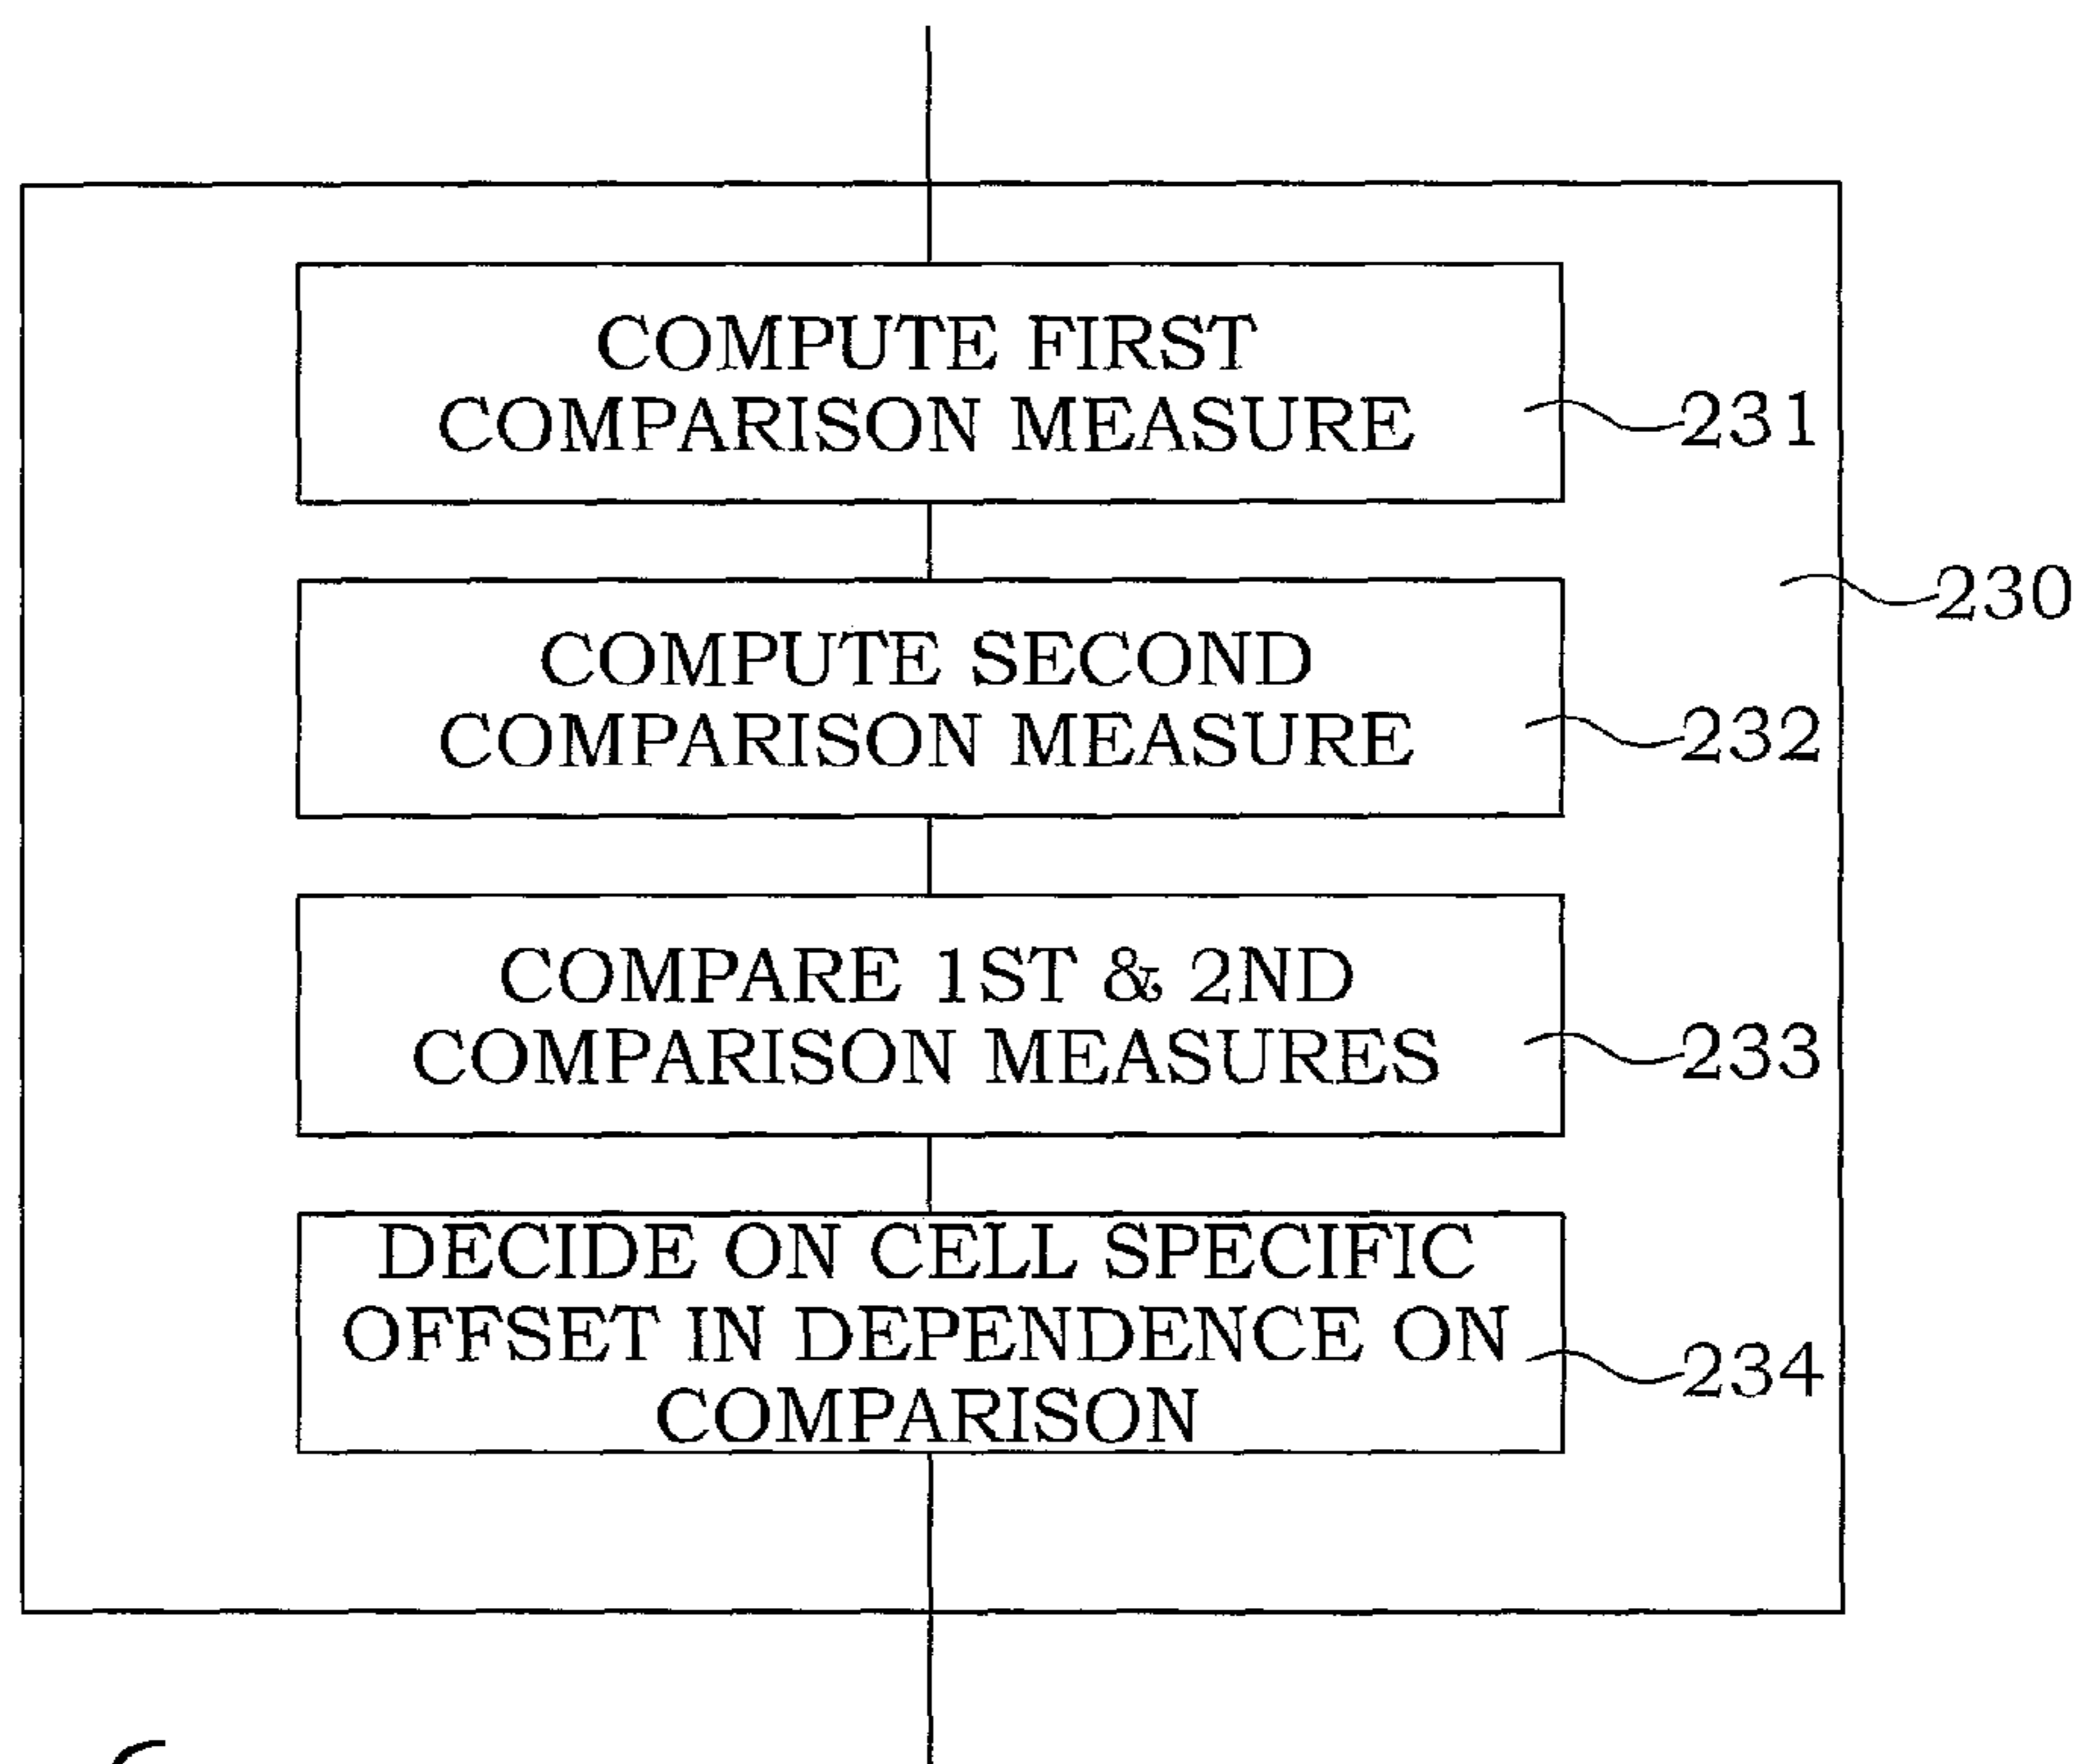 COMPUTE FIRST
COMPARISON MEASURE
231
230
COMPUTE SECOND
COMPARISON MEASURE
232
COMPARE 1ST & 2ND
COMPARISON MEASURES
233
DECIDE ON CELL SPECIFIC
OFFSET IN DEPENDENCE ON
COMPARISON
234